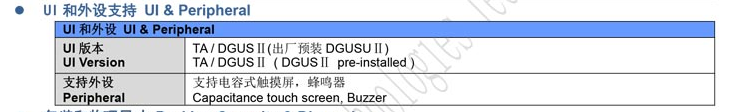 ● UI 和外设支持 UI & Peripheral
UI 和外设 UI & Peripheral
UI 版本
UI Version
TA / DGUSⅡ(出厂预装 DGUSUⅡ)
TA / DGUSⅡ ( DGUSⅡ pre-installed )
支持外设
Peripheral
支持电容式触摸屏，蜂鸣器
Capacitance touch screen, Buzzer